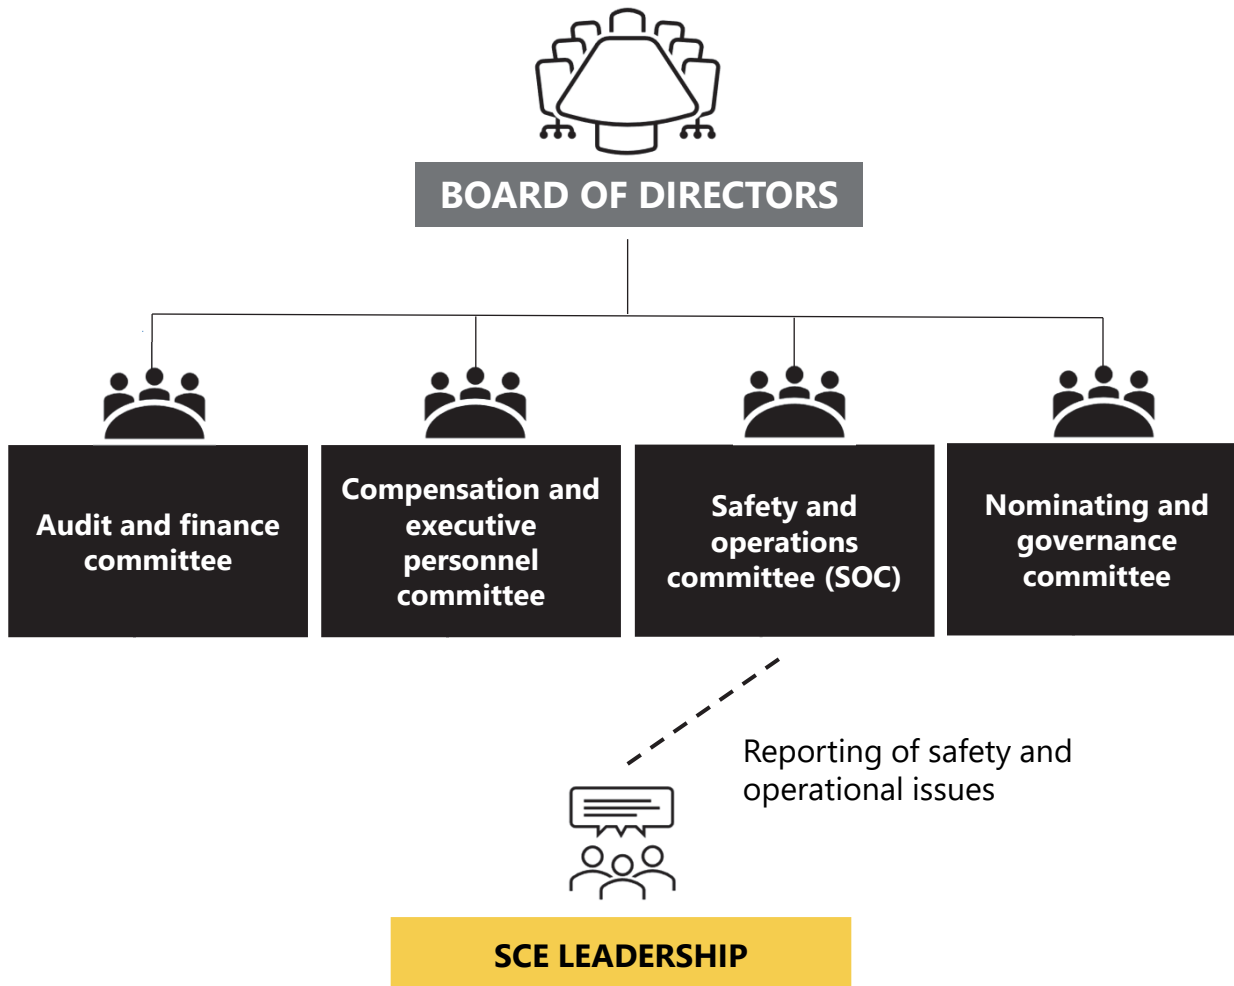 BOARD OF DIRECTORS
Audit and finance
committee
Compensation and
executive
personnel
committee
Safety and
operations
committee (SOC)
Nominating and
governance
committee
Reporting of safety and
operational issues
SCE LEADERSHIP